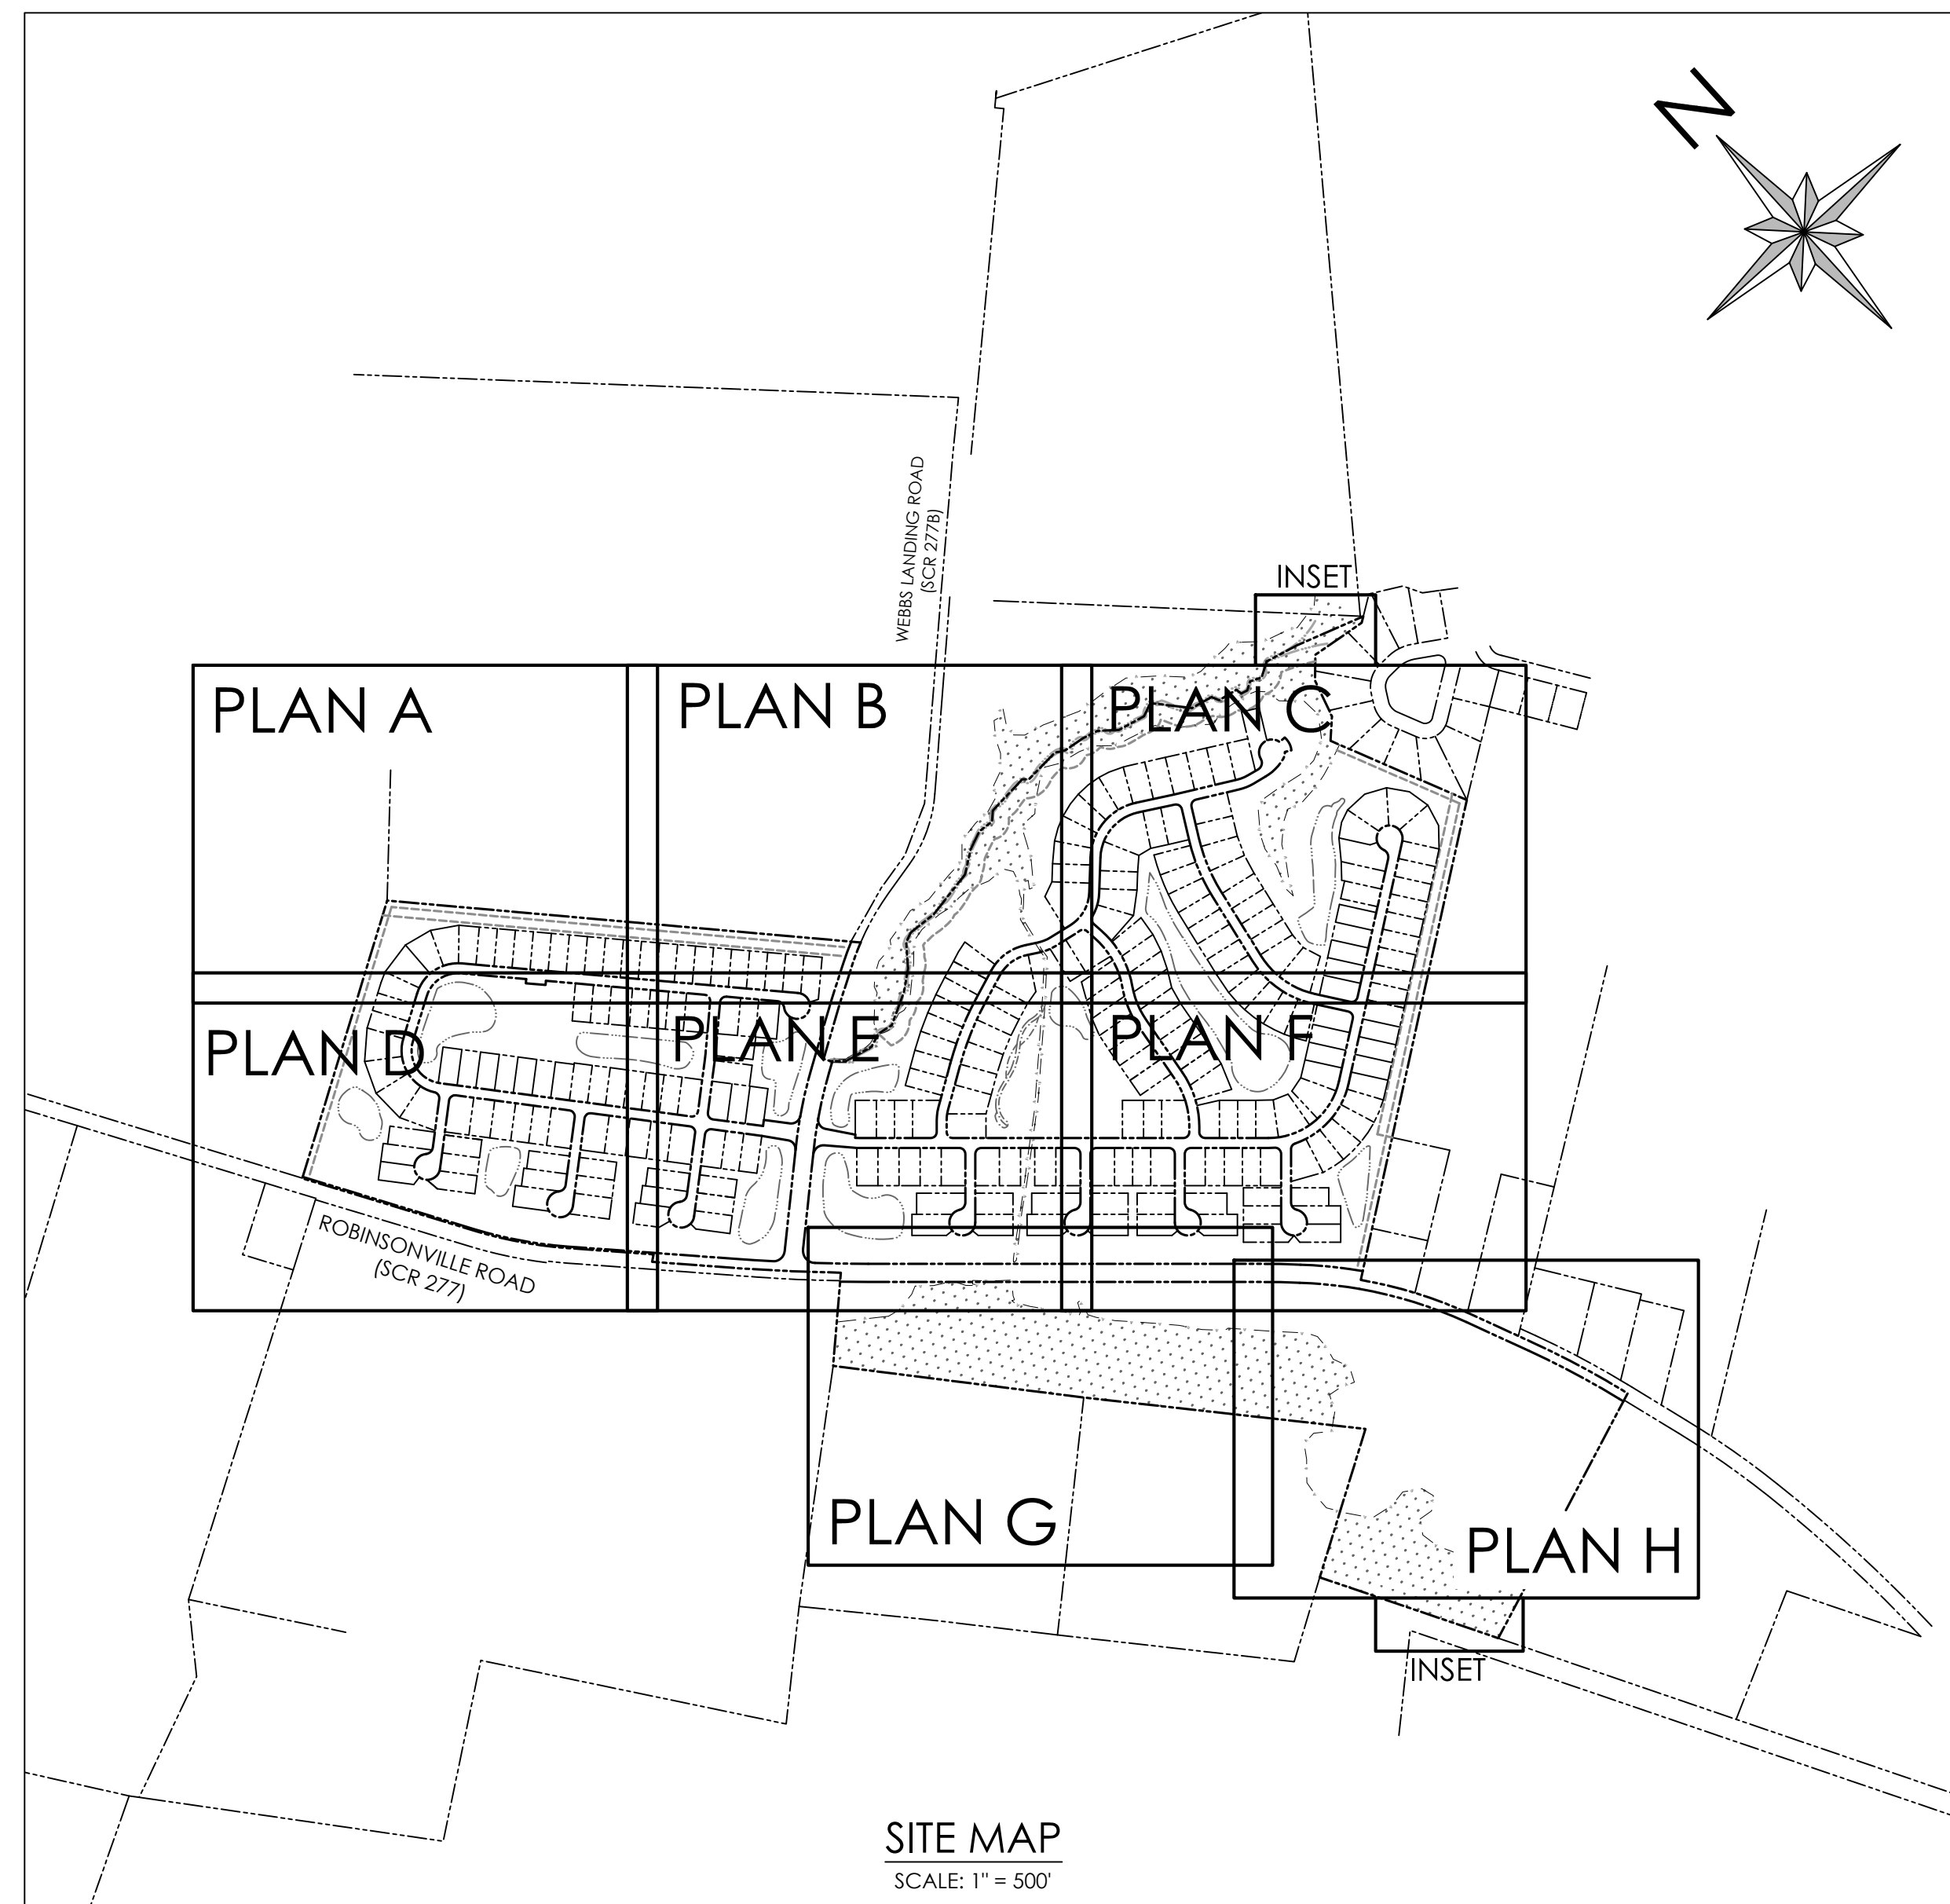 N
WEBBS LANDING ROAD
(SCR 277B)
INSET
PLAN A
PLAN B
PLAN C
PLAN D
PLAN E
PLAN F
ROBINSONVILLE ROAD
(SCR 277)
PLAN G
PLAN H
INSET
SITE MAP
SCALE: 1" = 500'